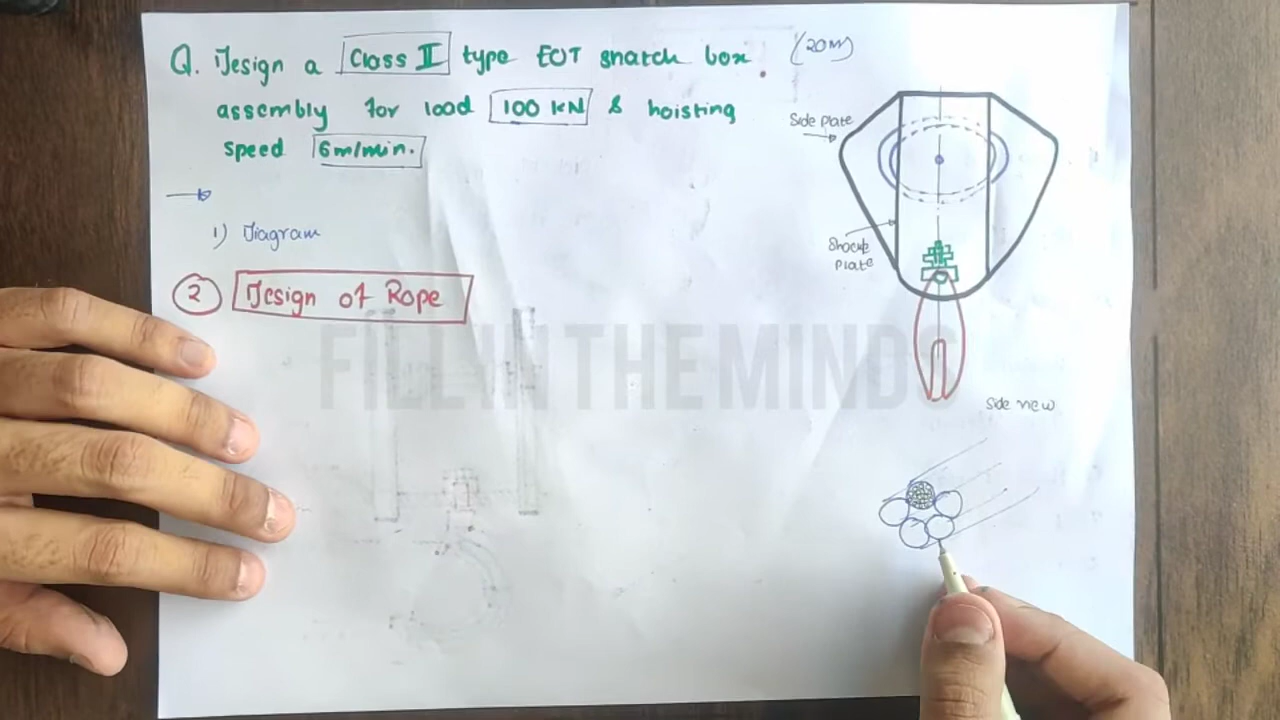 Q. Design a Class II type EOT snatch box. (20M)
assembly for load 100 kN & hoisting
speed 6m/min.
1) Diagram
2 Design of Rope
Side plate
Shock plate
Side view
FILL IN THE MINDS